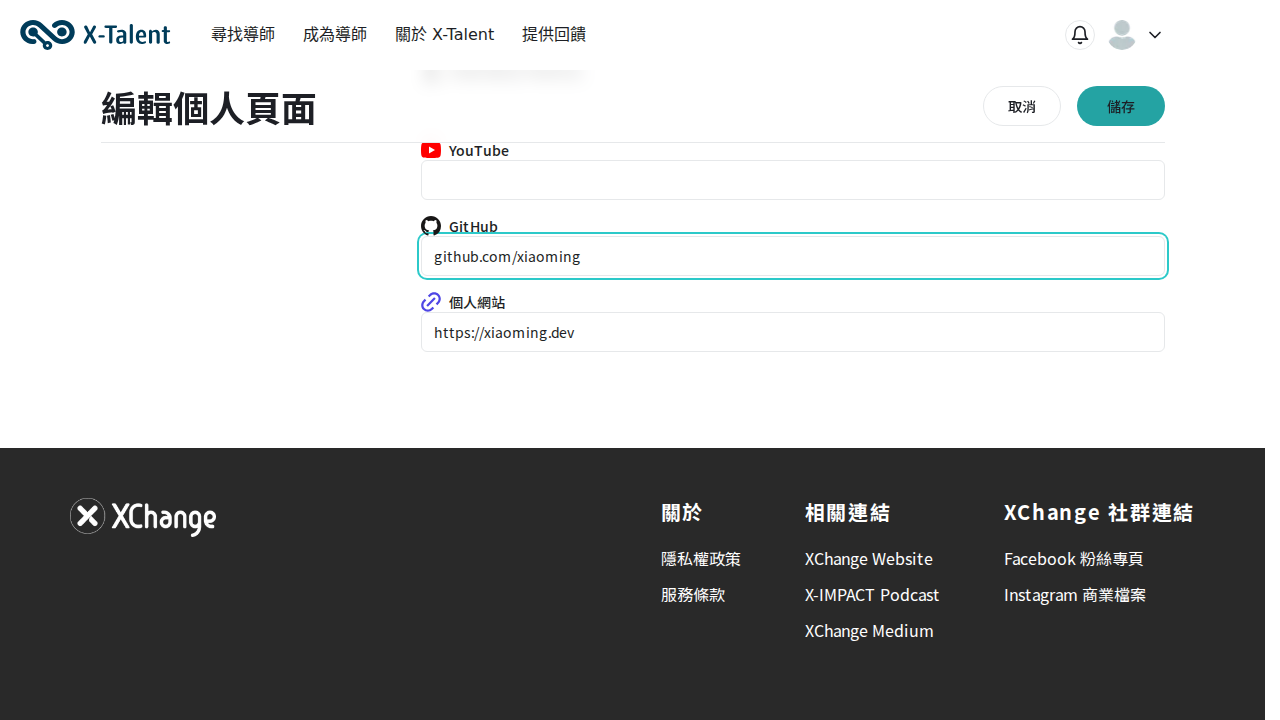 X-Talent
尋找導師
成為導師
關於 X-Talent
提供回饋
編輯個人頁面
取消
儲存
YouTube
GitHub
github.com/xiaoming
個人網站
https://xiaoming.dev
XChange
關於
隱私權政策
服務條款
相關連結
XChange Website
X-IMPACT Podcast
XChange Medium
XChange 社群連結
Facebook 粉絲專頁
Instagram 商業檔案